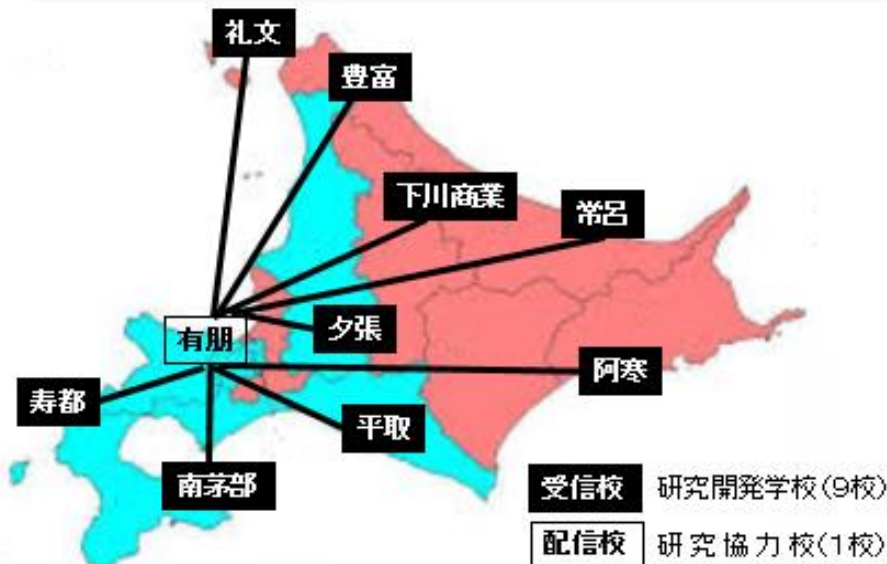 礼文
豊富
下川商業
常呂
有朋
夕張
阿寒
寿都
平取
南茅部
受信校 研究開発学校(9校)
配信校 研究協力校(1校)